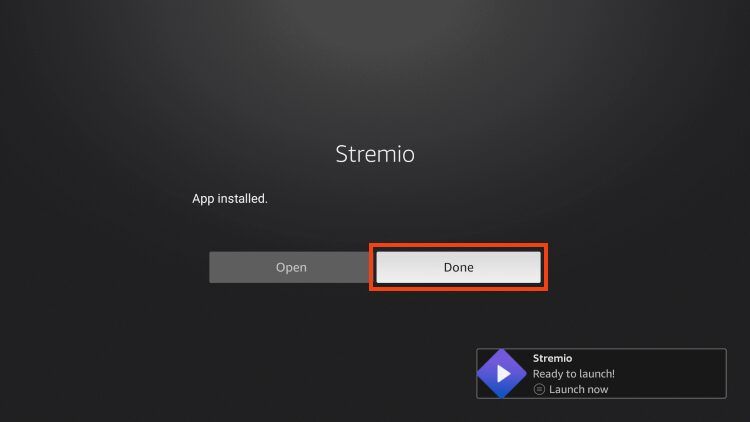 Stremio
App installed.
Open
Done
Stremio
Ready to launch!
Launch now